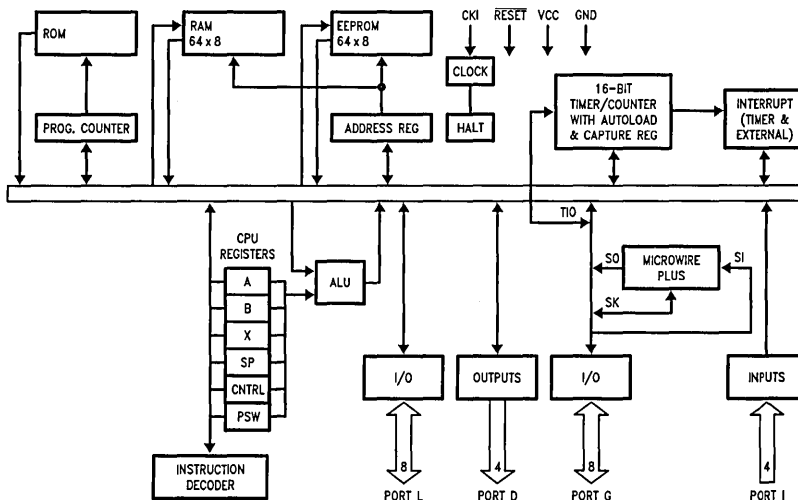 CKI RESET VCC GND
ROM
RAM
64 x 8
EEPROM
64 x 8
CLOCK
HALT
16-BIT
TIMER/COUNTER
WITH AUTOLOAD
& CAPTURE REG
INTERRUPT
(TIMER &
EXTERNAL)
PROG. COUNTER
ADDRESS REG
TIO
CPU
REGISTERS
A
B
X
SP
CNTRL
PSW
ALU
SO
MICROWIRE
PLUS
SI
SK
I/O
OUTPUTS
I/O
INPUTS
INSTRUCTION
DECODER
8
4
8
4
PORT L
PORT D
PORT G
PORT I